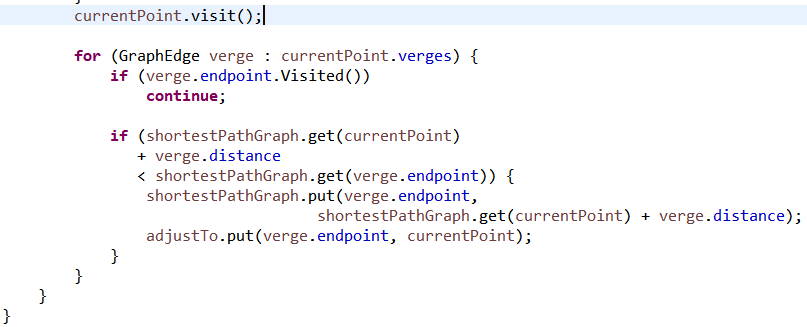 }
currentPoint.visit();
for (GraphEdge verge : currentPoint.verges) {
if (verge.endpoint.Visited())
continue;
if (shortestPathGraph.get(currentPoint)
+ verge.distance
< shortestPathGraph.get(verge.endpoint)) {
shortestPathGraph.put(verge.endpoint,
shortestPathGraph.get(currentPoint) + verge.distance);
adjustTo.put(verge.endpoint, currentPoint);
}
}
}
}